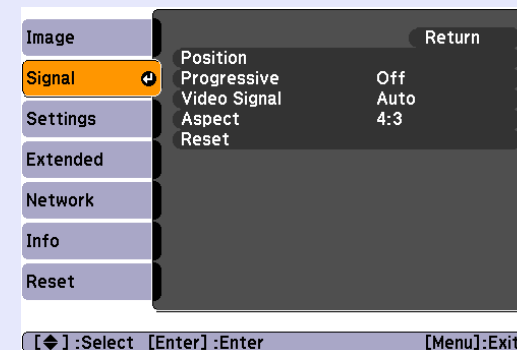 Image
Signal
Settings
Extended
Network
Info
Reset
Return
Position
Progressive Off
Video Signal Auto
Aspect 4:3
Reset
[◆] :Select [Enter] :Enter [Menu]:Exit